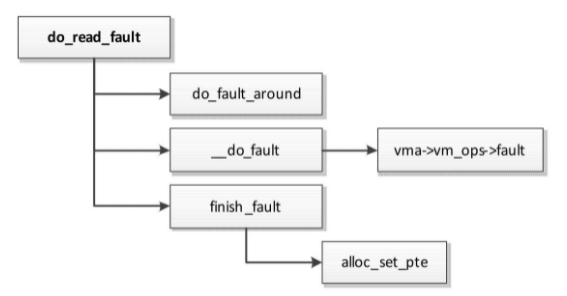 do_read_fault
do_fault_around
__do_fault
vma->vm_ops->fault
finish_fault
alloc_set_pte